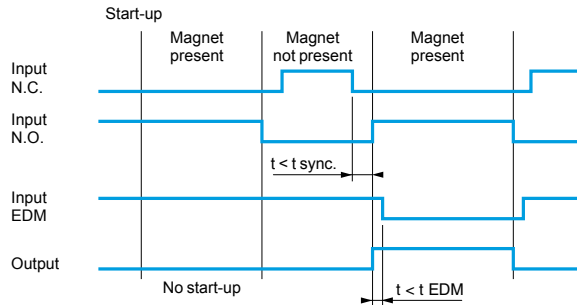 Start-up
Magnet
present
Magnet
not present
Magnet
present
Input
N.C.
Input
N.O.
t < t sync.
Input
EDM
Output
No start-up
t < t EDM